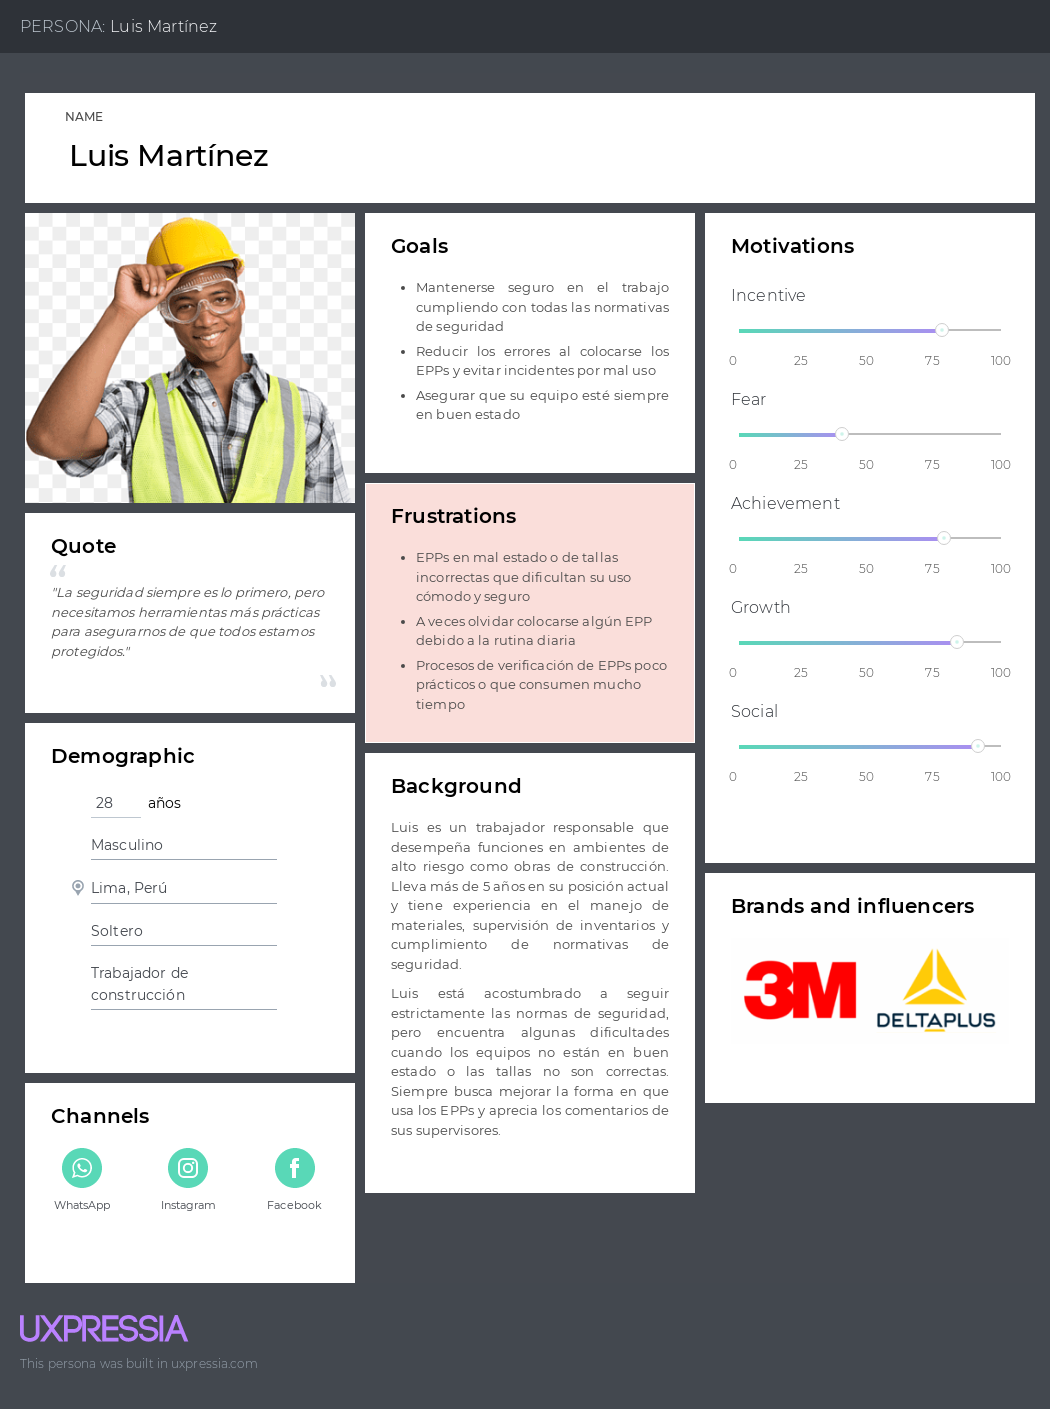 PERSONA: Luis Martínez
NAME
Luis Martínez
Quote
"La seguridad siempre es lo primero, pero
necesitamos herramientas más prácticas
para asegurarnos de que todos estamos
protegidos."
Demographic
28 años
Masculino
Lima, Perú
Soltero
Trabajador de
construcción
Channels
WhatsApp
Instagram
Facebook
Goals
• Mantenerse seguro en el trabajo
cumpliendo con todas las normativas
de seguridad
• Reducir los errores al colocarse los
EPPs y evitar incidentes por mal uso
• Asegurar que su equipo esté siempre
en buen estado
Frustrations
• EPPs en mal estado o de tallas
incorrectas que dificultan su uso
cómodo y seguro
• A veces olvidar colocarse algún EPP
debido a la rutina diaria
• Procesos de verificación de EPPs poco
prácticos o que consumen mucho
tiempo
Background
Luis es un trabajador responsable que
desempeña funciones en ambientes de
alto riesgo como obras de construcción.
Lleva más de 5 años en su posición actual
y tiene experiencia en el manejo de
materiales, supervisión de inventarios y
cumplimiento de normativas de
seguridad.
Luis está acostumbrado a seguir
estrictamente las normas de seguridad,
pero encuentra algunas dificultades
cuando los equipos no están en buen
estado o las tallas no son correctas.
Siempre busca mejorar la forma en que
usa los EPPs y aprecia los comentarios de
sus supervisores.
Motivations
Incentive
0 25 50 75 100
Fear
0 25 50 75 100
Achievement
0 25 50 75 100
Growth
0 25 50 75 100
Social
0 25 50 75 100
Brands and influencers
3M
DELTAPLUS
UXPRESSIA
This persona was built in uxpressia.com